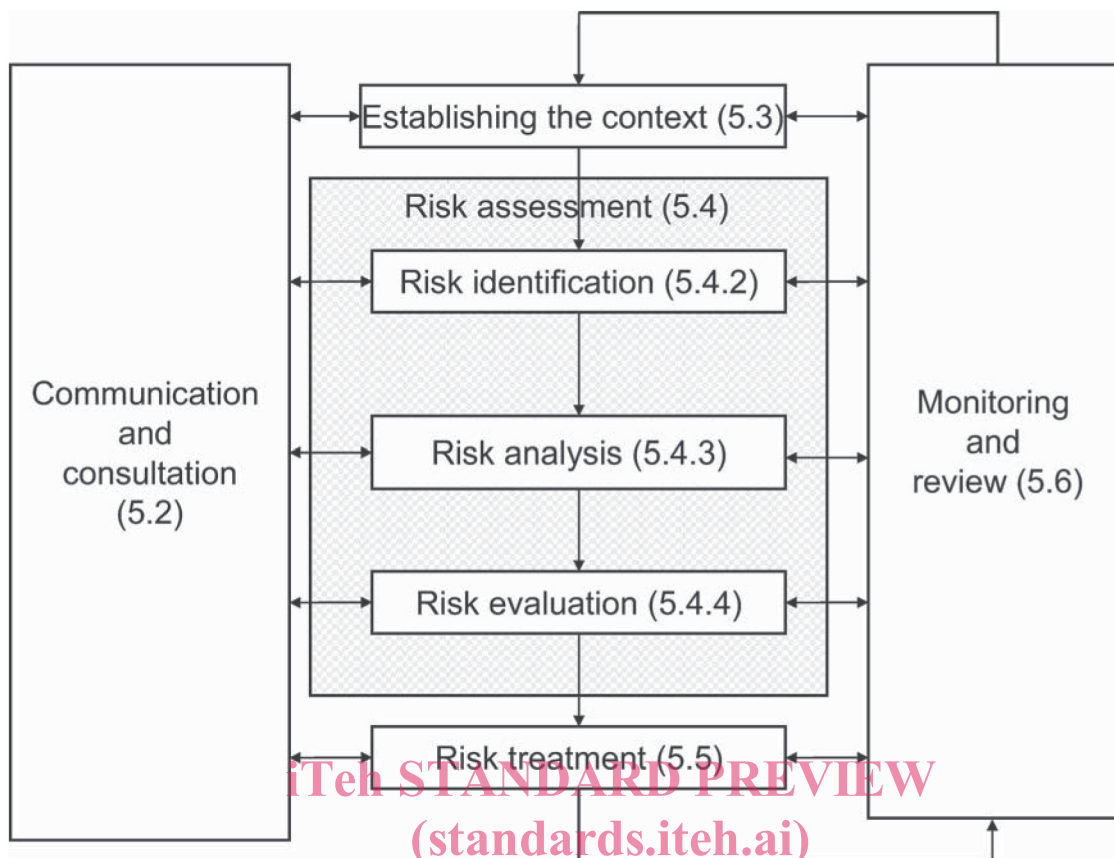 Establishing the context (5.3)
Risk assessment (5.4)
Risk identification (5.4.2)
Communication
and
consultation
(5.2)
Monitoring
and
review (5.6)
Risk analysis (5.4.3)
Risk evaluation (5.4.4)
Risk treatment (5.5)
iTeh STANDARD PREVIEW
(standards.iteh.ai)